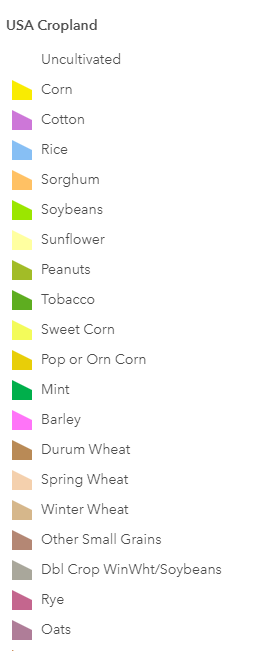 USA Cropland
Uncultivated
Corn
Cotton
Rice
Sorghum
Soybeans
Sunflower
Peanuts
Tobacco
Sweet Corn
Pop or Orn Corn
Mint
Barley
Durum Wheat
Spring Wheat
Winter Wheat
Other Small Grains
Dbl Crop WinWht/Soybeans
Rye
Oats